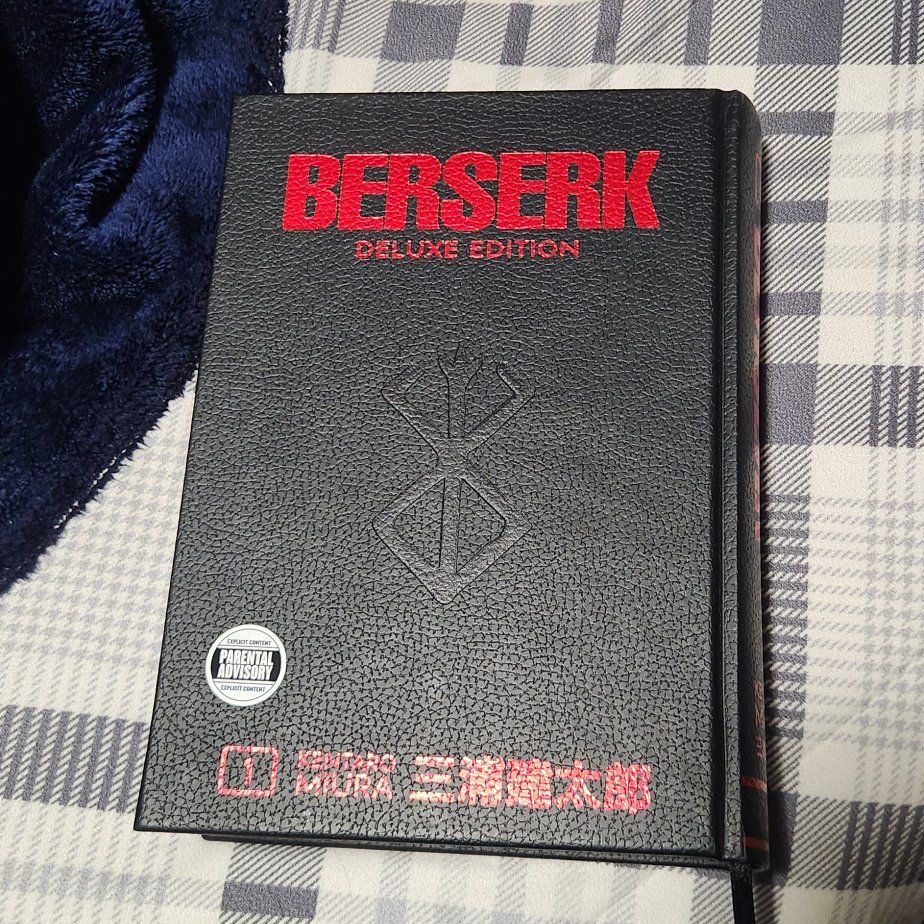 BERSERK
DELUXE EDITION
EXPLICIT CONTENT
PARENTAL
ADVISORY
EXPLICIT CONTENT
1
KENTARO
MIURA
三浦建太郎